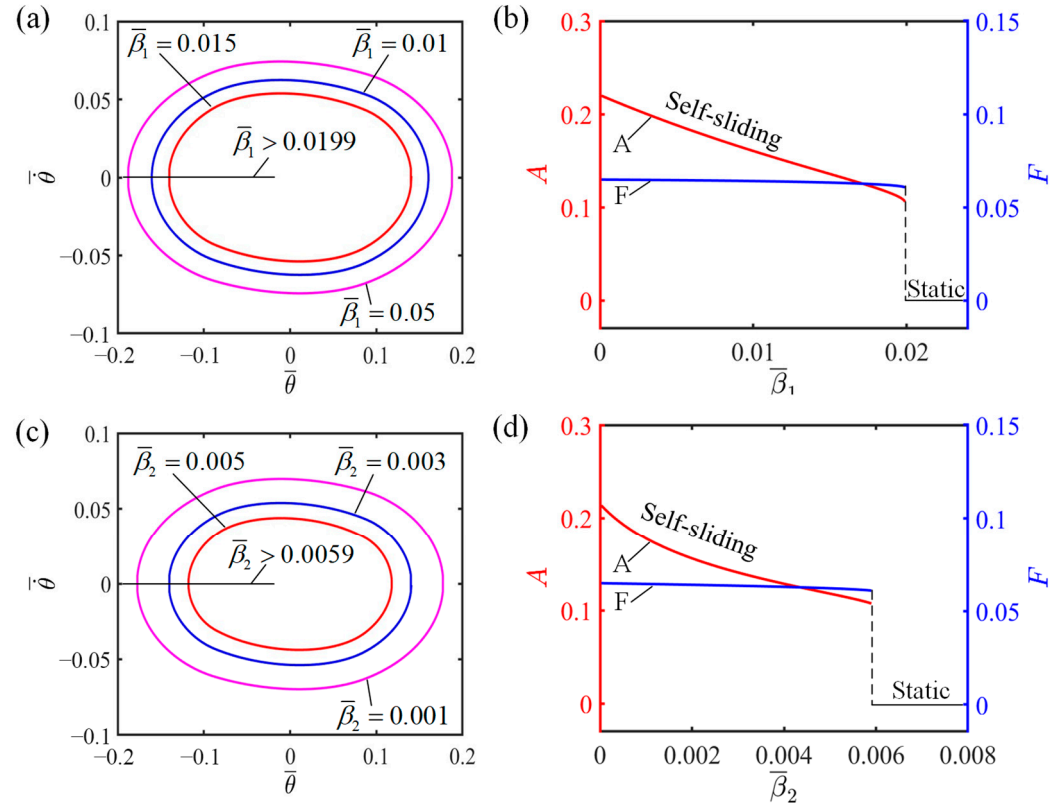 (a)
0.1
0.05
0
−0.05
−0.1
θ̇̅
β̅₁ = 0.015
β̅₁ = 0.01
β̅₁ > 0.0199
β̅₁ = 0.05
−0.2
−0.1
0
0.1
0.2
θ̅
(b)
0.3
0.2
0.1
0
A
Self-sliding
A
F
Static
0.15
0.1
0.05
0
F
0
0.01
0.02
β̅₁
(c)
0.1
0.05
0
−0.05
−0.1
θ̇̅
β̅₂ = 0.005
β̅₂ = 0.003
β̅₂ > 0.0059
β̅₂ = 0.001
−0.2
−0.1
0
0.1
0.2
θ̅
(d)
0.3
0.2
0.1
0
A
Self-sliding
A
F
Static
0.15
0.1
0.05
0
F
0
0.002
0.004
0.006
0.008
β̅₂